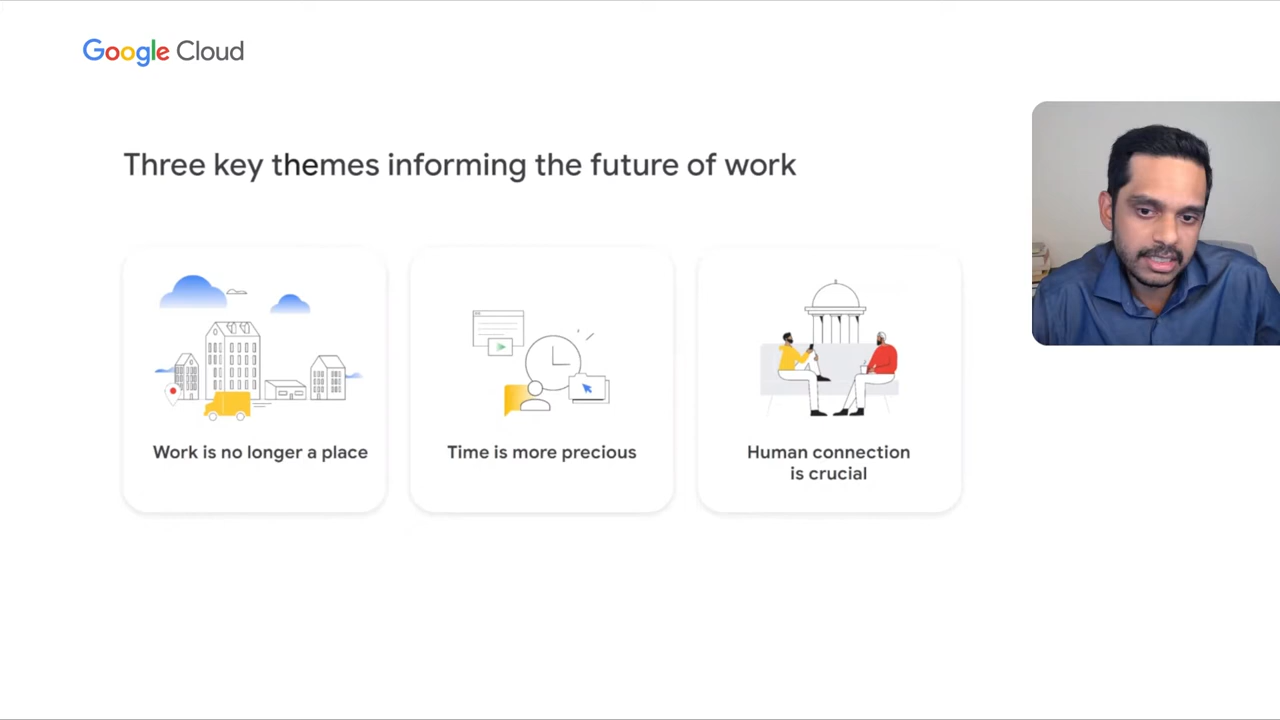 Google Cloud
Three key themes informing the future of work
Work is no longer a place
Time is more precious
Human connection
is crucial